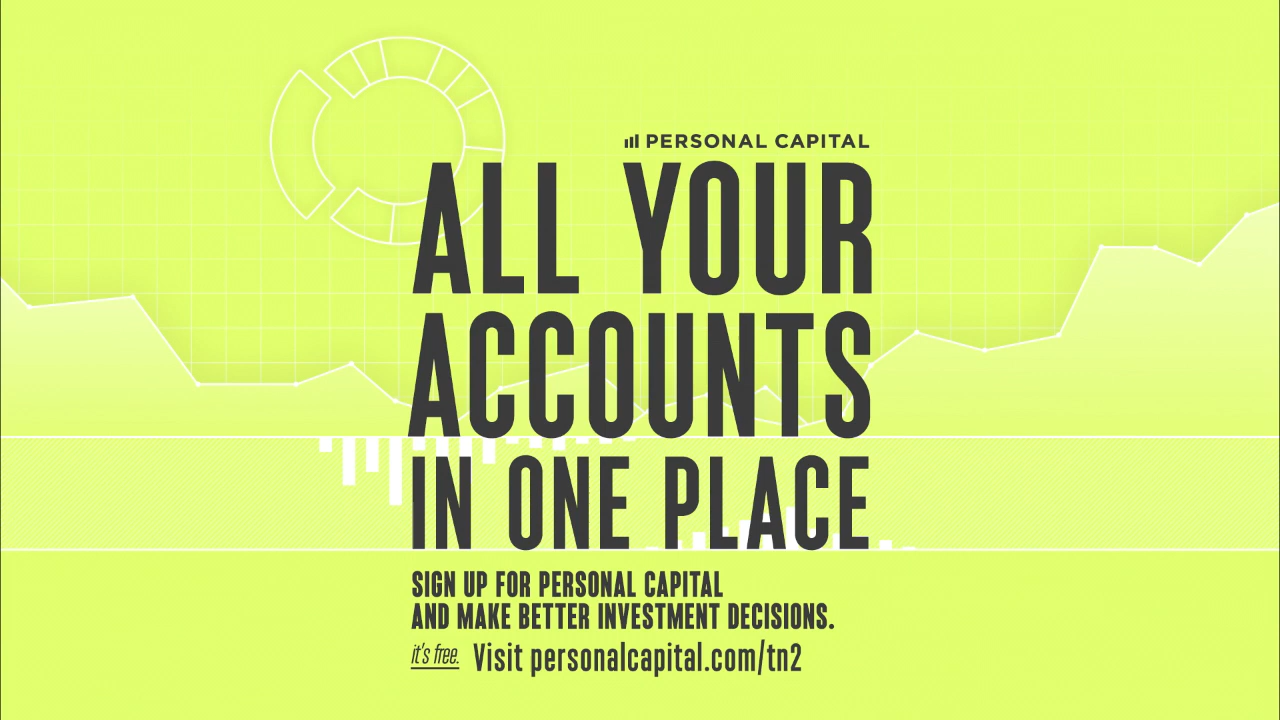 PERSONAL CAPITAL
ALL YOUR
ACCOUNTS
IN ONE PLACE
SIGN UP FOR PERSONAL CAPITAL
AND MAKE BETTER INVESTMENT DECISIONS.
it's free. Visit personalcapital.com/tn2